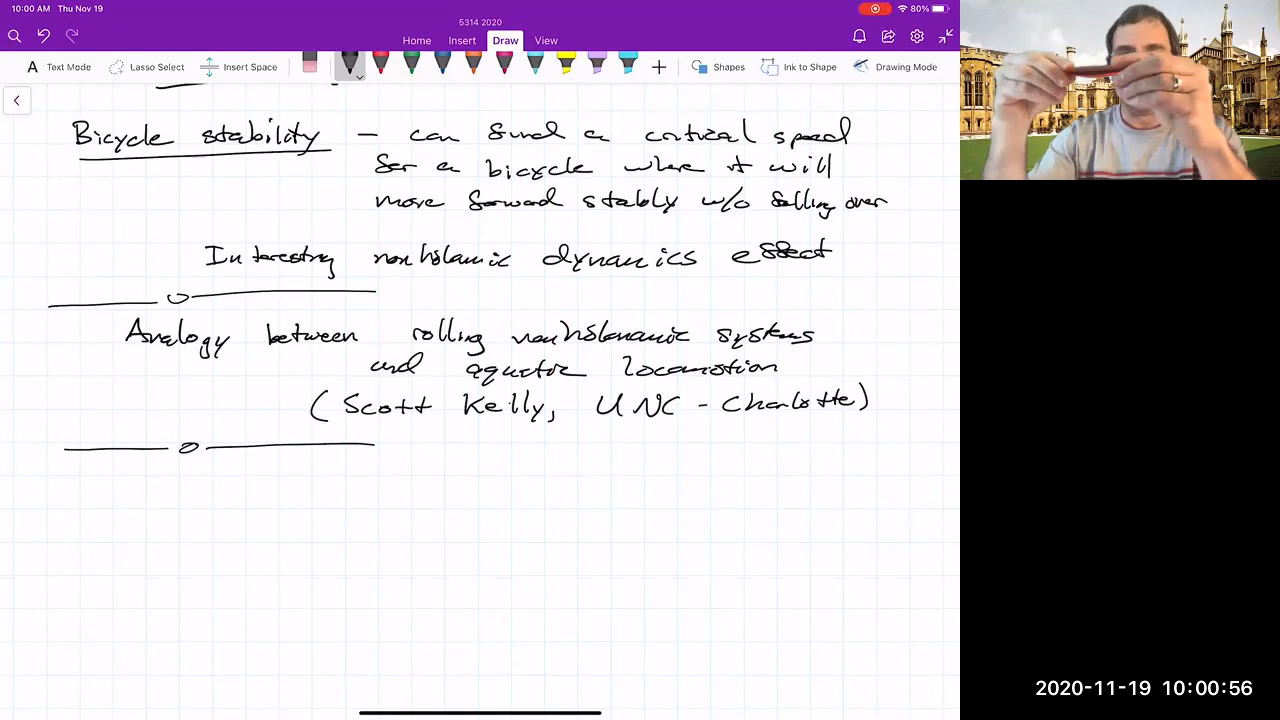 10:00 AM Thu Nov 19
80%
5314 2020
Home Insert Draw View
Text Mode Lasso Select Insert Space Shapes Ink to Shape Drawing Mode
Bicycle stability - can find a critical speed
for a bicycle where it will
move forward stably w/o falling over
Interesting nonholonomic dynamics effect
Analogy between rolling nonholonomic systems
and aquatic locomotion
(Scott Kelly, UNC - Charlotte)
2020-11-19 10:00:56